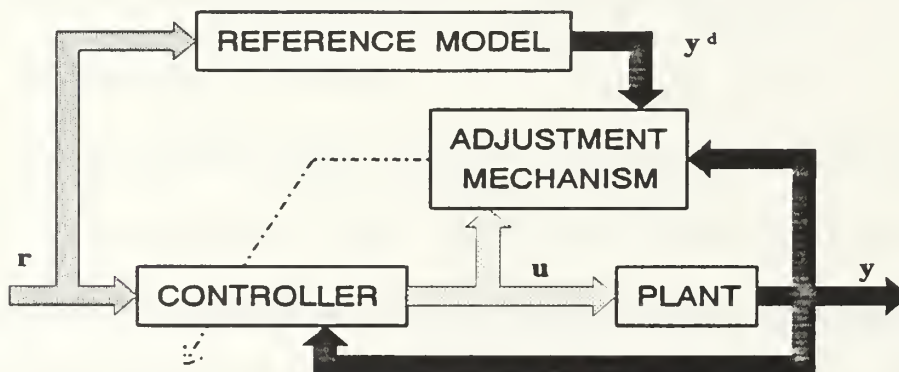 REFERENCE MODEL
y d
ADJUSTMENT
MECHANISM
r
CONTROLLER
u
PLANT
y